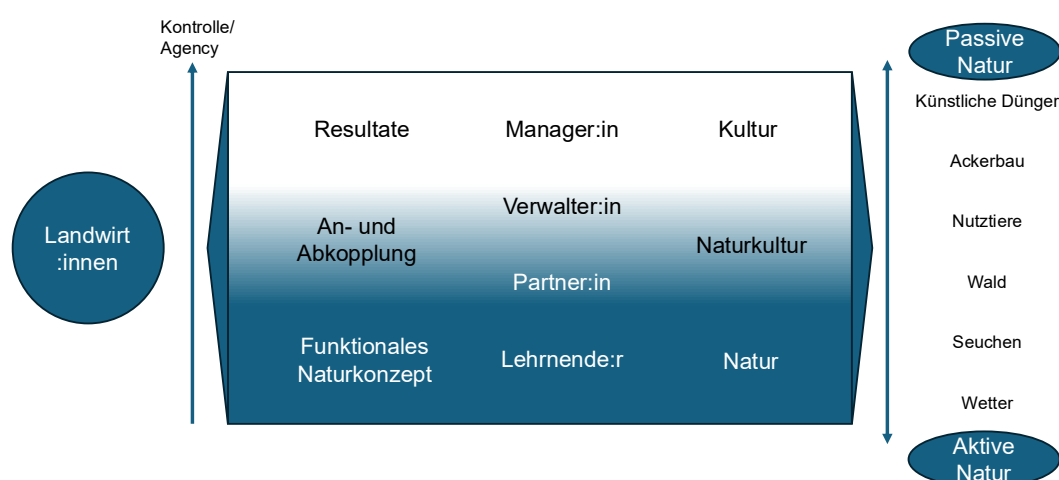 Kontrolle/
Agency
Passive
Natur
Künstliche Dünger
Resultate
Manager:in
Kultur
Ackerbau
Verwalter:in
Nutztiere
Landwirt
:innen
An- und
Abkopplung
Naturkultur
Partner:in
Wald
Funktionales
Naturkonzept
Lehrnende:r
Natur
Seuchen
Wetter
Aktive
Natur